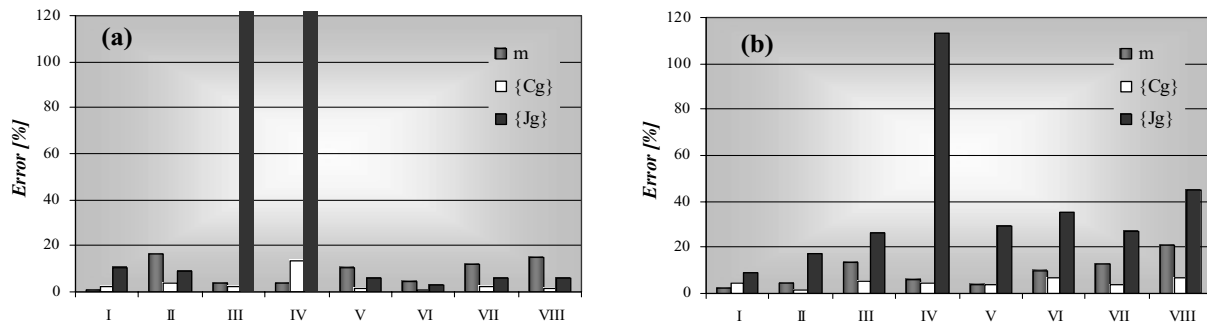 (a)
Error [%]
120
100
80
60
40
20
0
I II III IV V VI VII VIII
m
{Cg}
{Jg}
(b)
Error [%]
120
100
80
60
40
20
0
I II III IV V VI VII VIII
m
{Cg}
{Jg}